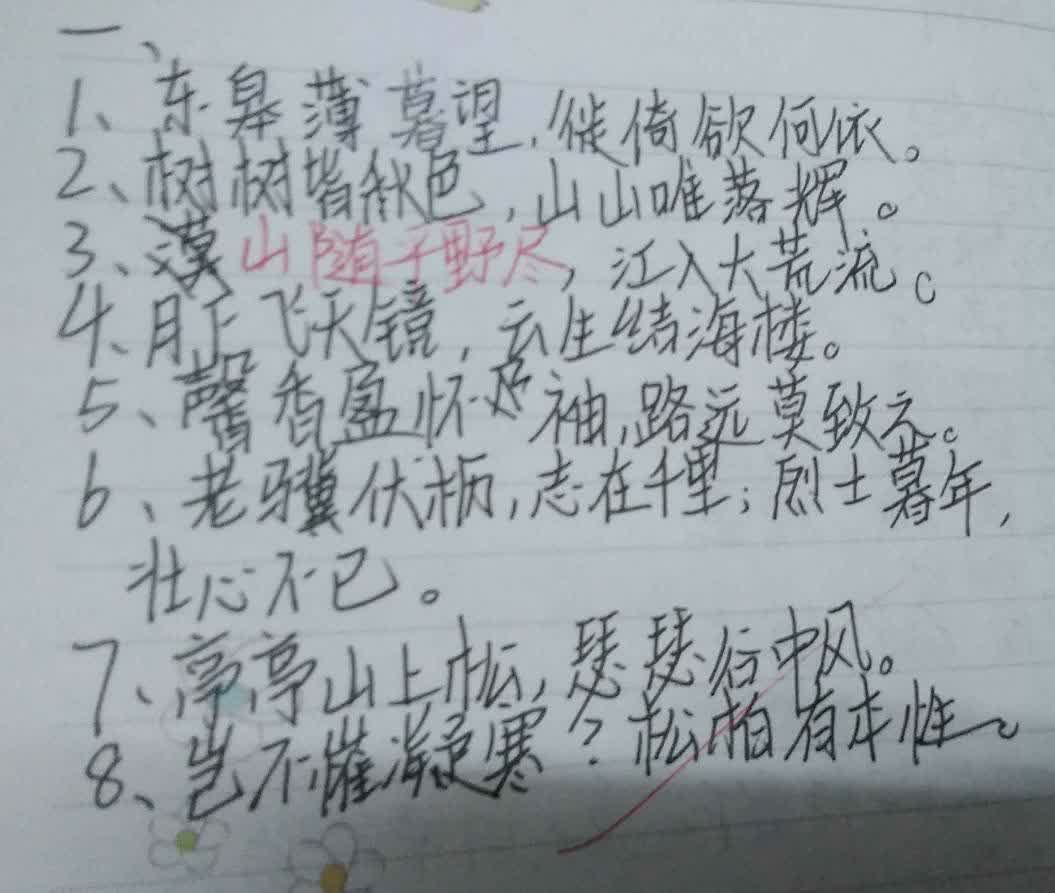 一、
1、东皋薄暮望,徙倚欲何依。
2、树树皆秋色,山山唯落辉。
3、山随平野尽,江入大荒流。
4、月下飞天镜,云生结海楼。
5、馨香盈怀袖,路远莫致之。
6、老骥伏枥,志在千里;烈士暮年,
壮心不已。
7、亭亭山上松,瑟瑟谷中风。
8、岂不惟凝寒?松柏有本性。